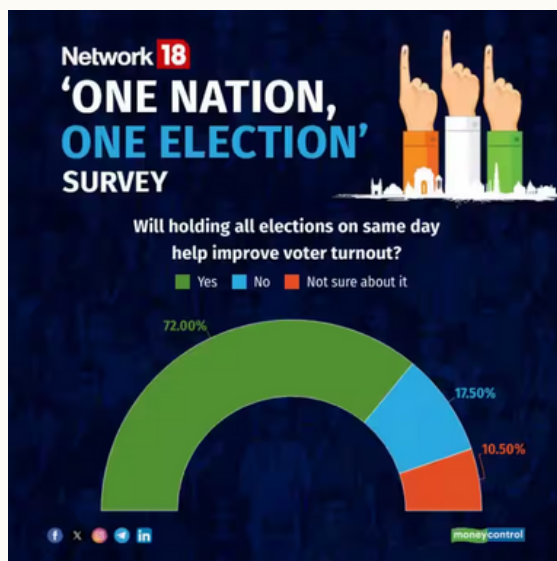 Network 18
‘ONE NATION,
ONE ELECTION’
SURVEY
Will holding all elections on same day
help improve voter turnout?
Yes No Not sure about it
72.00%
17.50%
10.50%
moneycontrol